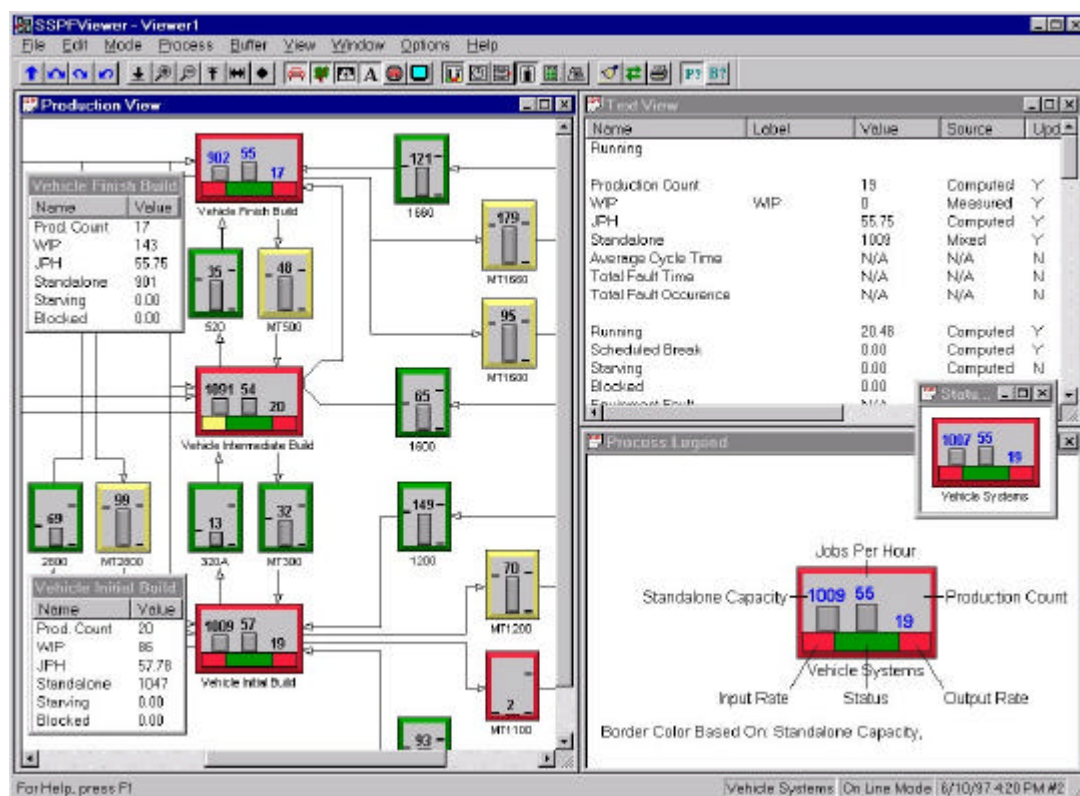 SSPFViewer - Viewer1
File Edit Mode Process Buffer View Window Options Help
A P? B?
Production View
902 55 17
Vehicle Finish Build
121
1660
Vehicle Finish Build
Name Value
Prod. Count 17
WIP 143
JPH 55.75
Standalone 901
Starving 0.00
Blocked 0.00
179
MT1660
35
520
48
MT500
95
MT1600
1091 54 20
Vehicle Intermediate Build
65
1600
69
2800
99
MT2800
13
320A
32
MT300
149
1200
70
MT1200
Vehicle Initial Build
Name Value
Prod. Count 20
WIP 86
JPH 57.78
Standalone 1047
Starving 0.00
Blocked 0.00
1009 57 19
Vehicle Initial Build
2
MT1100
93
Text View
Name Label Value Source Upd
Running
Production Count 19 Computed Y
WIP WIP 0 Measured Y
JPH 55.75 Computed Y
Standalone 1009 Mixed Y
Average Cycle Time N/A N/A N
Total Fault Time N/A N/A N
Total Fault Occurence N/A N/A N
Running 20.48 Computed Y
Scheduled Break 0.00 Computed Y
Starving 0.00 Computed N
Blocked 0.00
Equipment Fault N/A
Statu...
1007 55 19
Vehicle Systems
Process Legend
Jobs Per Hour
Standalone Capacity 1009 55 Production Count
19
Vehicle Systems
Input Rate Status Output Rate
Border Color Based On: Standalone Capacity,
For Help, press F1
Vehicle Systems On Line Mode 6/10/97 4:20 PM #2